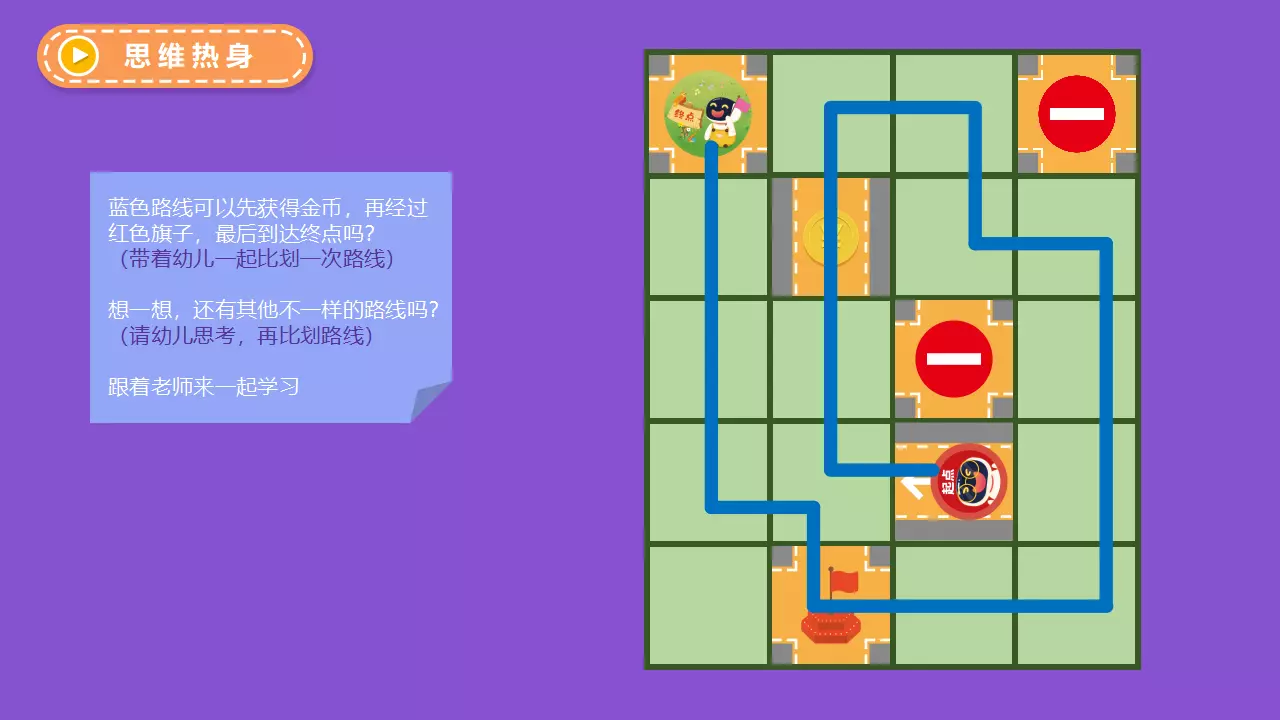 思维热身
蓝色路线可以先获得金币，再经过
红色旗子，最后到达终点吗？
（带着幼儿一起比划一次路线）
想一想，还有其他不一样的路线吗？
（请幼儿思考，再比划路线）
跟着老师来一起学习
终点
起点